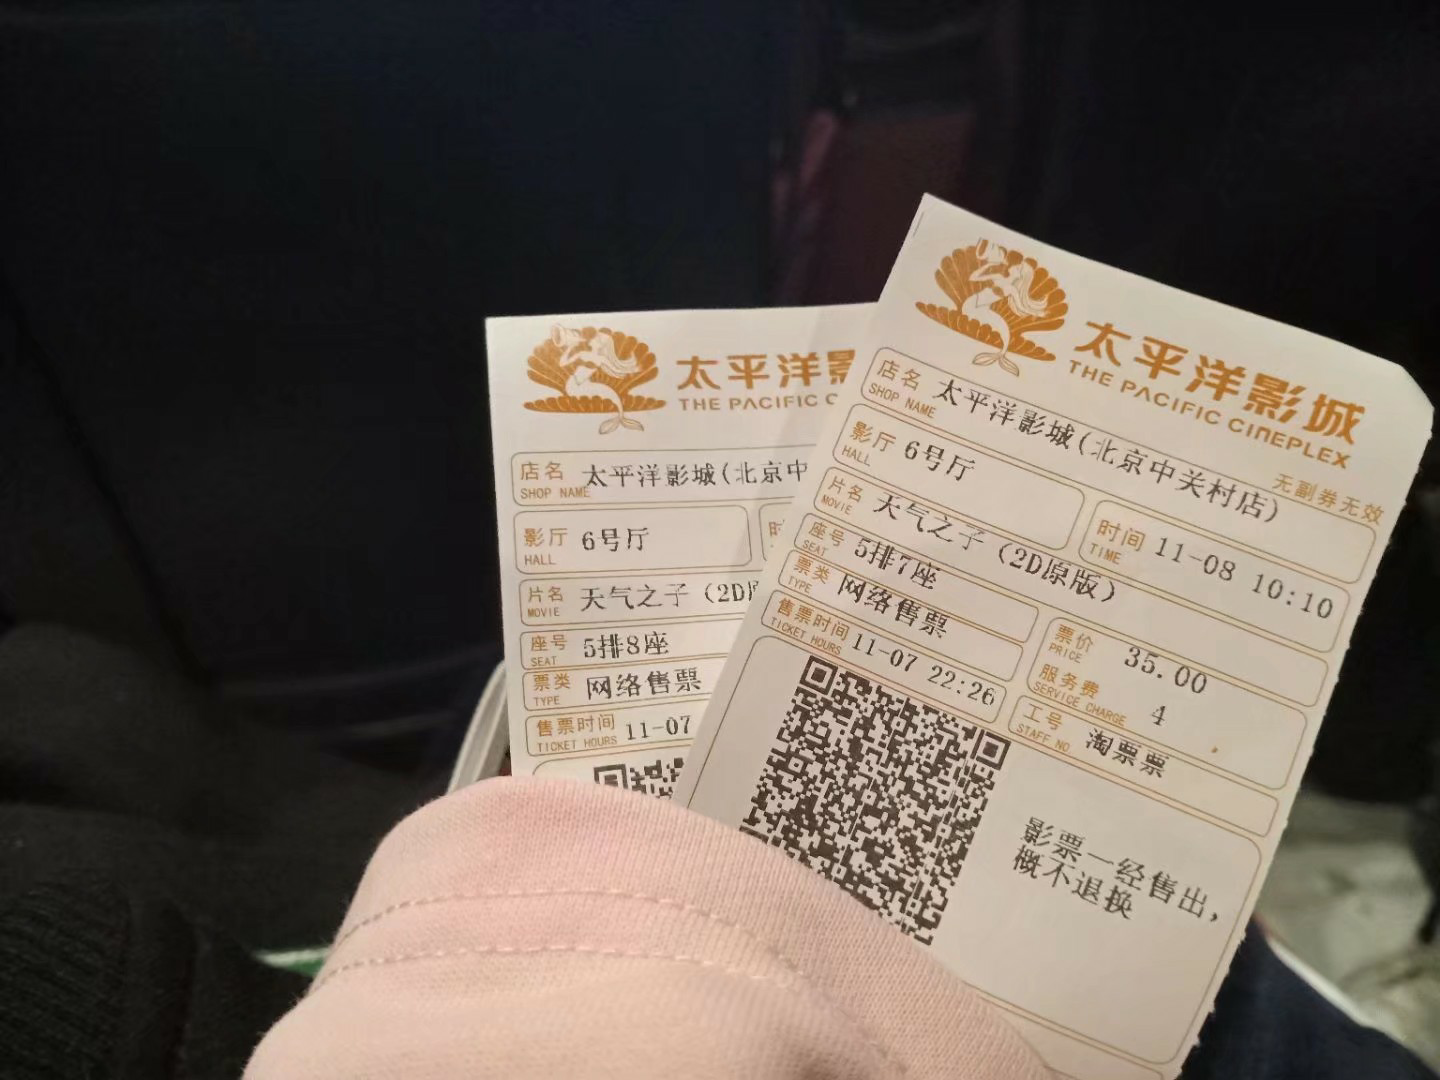 太平洋影
THE PACIFIC C
店名 太平洋影城(北京中
SHOP NAME
影厅 6号厅
HALL
片名 天气之子 (2D
MOVIE
座号 5排8座
SEAT
票类 网络售票
TYPE
售票时间 11-07
TICKET HOURS
太平洋影城
THE PACIFIC CINEPLEX
无副券无效
店名 太平洋影城(北京中关村店)
SHOP NAME
影厅 6号厅
HALL
时间 11-08 10:10
TIME
片名 天气之子 (2D原版)
MOVIE
座号 5排7座
SEAT
票价 35.00
PRICE
票类 网络售票
TYPE
服务费 4
SERVICE CHARGE
售票时间 11-07 22:26
TICKET HOURS
工号 淘票票
STAFF NO
影票一经售出,
概不退换